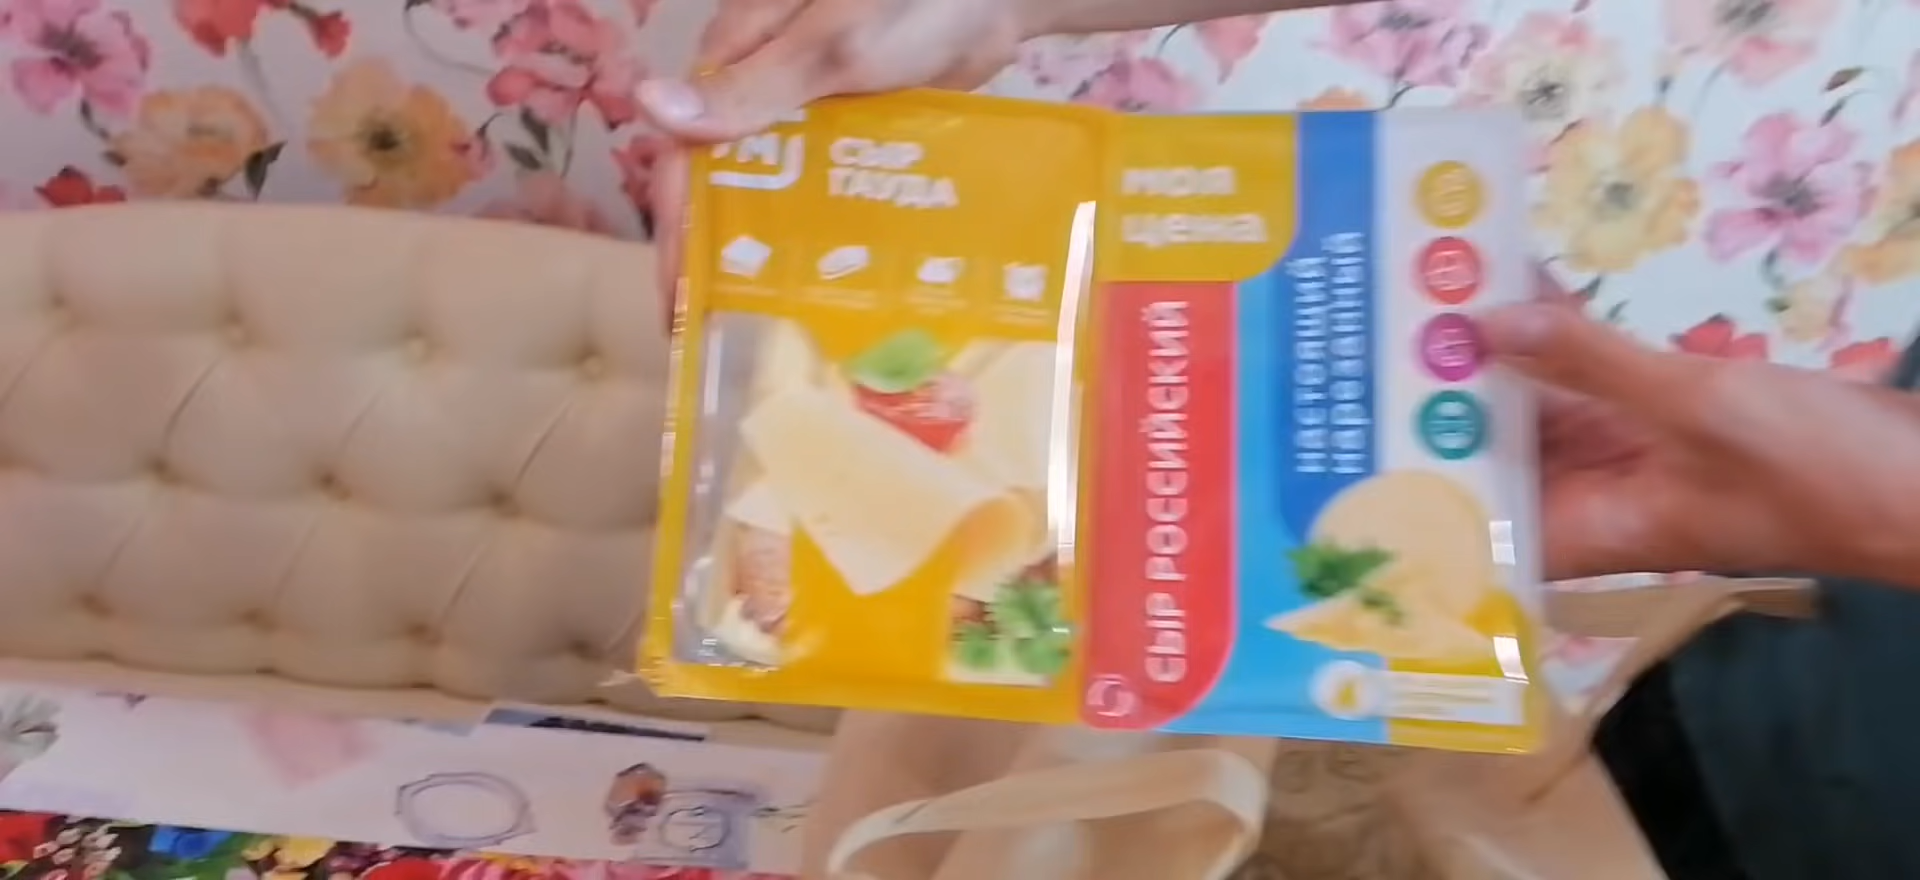 М
СЫР
ГАУДА
моя
цена
СЫР РОССИЙСКИЙ
настоящий
нарезанный